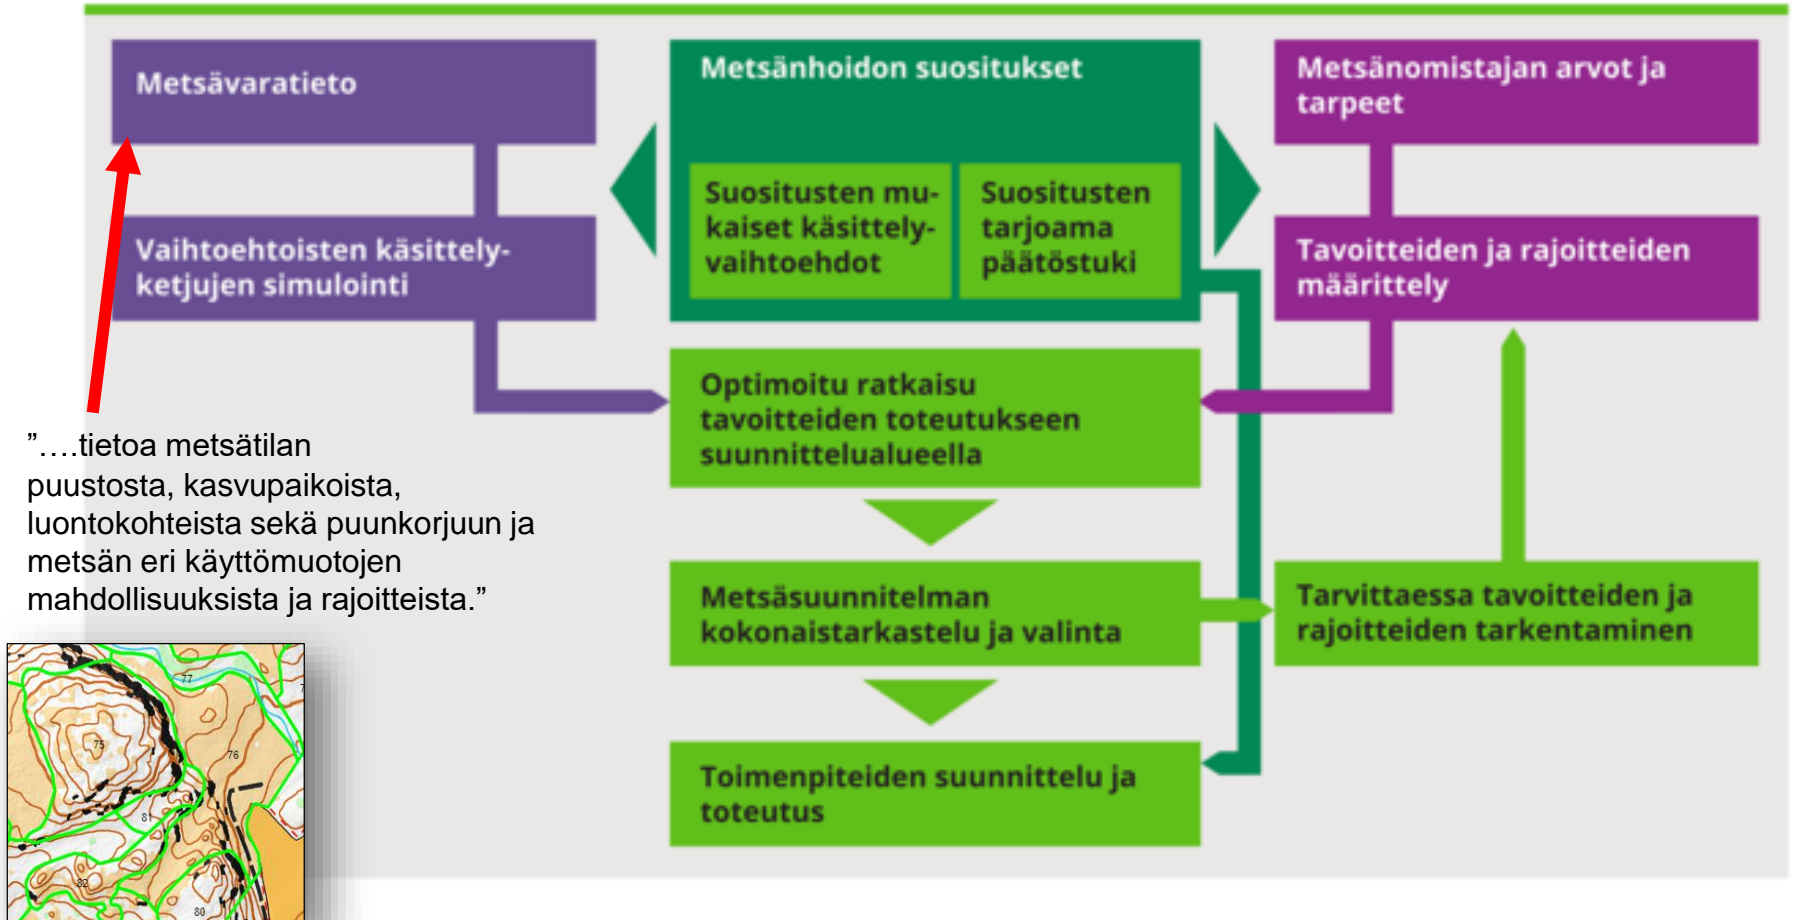 Metsävaratieto
Vaihtoehtoisten käsittely-
ketjujen simulointi
Metsänhoidon suositukset
Suositusten mu-
kaiset käsittely-
vaihtoehdot
Suositusten
tarjoama
päätöstuki
Metsänomistajan arvot ja
tarpeet
Tavoitteiden ja rajoitteiden
määrittely
Optimoitu ratkaisu
tavoitteiden toteutukseen
suunnittelualueella
Metsäsuunnitelman
kokonaistarkastelu ja valinta
Tarvittaessa tavoitteiden ja
rajoitteiden tarkentaminen
Toimenpiteiden suunnittelu ja
toteutus
”….tietoa metsätilan
puustosta, kasvupaikoista,
luontokohteista sekä puunkorjuun ja
metsän eri käyttömuotojen
mahdollisuuksista ja rajoitteista.”
77
75
76
81
82
80